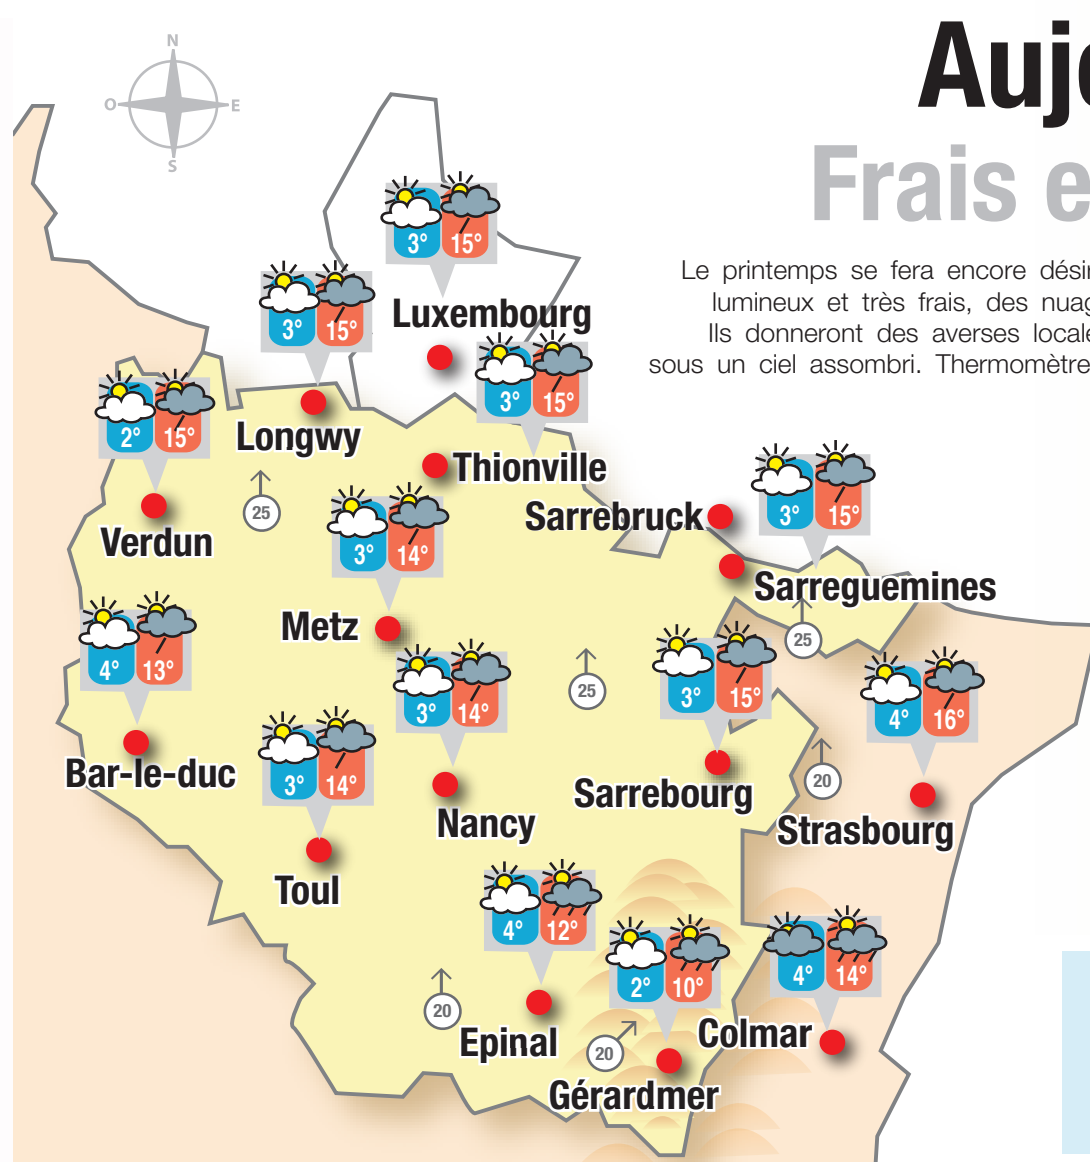 Aujo
Frais e
Le printemps se fera encore désir
lumineux et très frais, des nuag
Ils donneront des averses locale
sous un ciel assombri. Thermomètre
N
O E
S
3° 15°
Luxembourg
3° 15°
Longwy
3° 15°
Thionville
2° 15°
Verdun
25
3° 15°
Sarrebruck
Sarreguemines
25
3° 14°
Metz
4° 13°
Bar-le-duc
3° 14°
Nancy
25
3° 15°
Sarrebourg
4° 16°
Strasbourg
20
3° 14°
Toul
4° 12°
Epinal
20
2° 10°
Gérardmer
20
4° 14°
Colmar